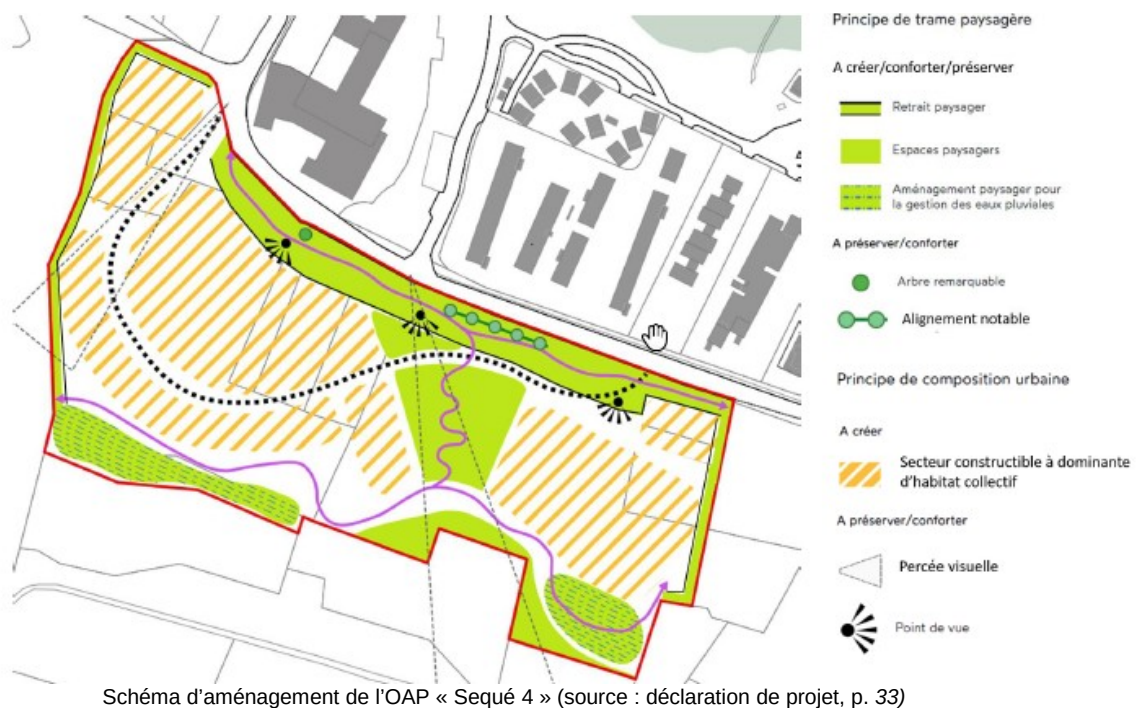 Principe de trame paysagère
A créer/conforter/préserver
Retrait paysager
Espaces paysagers
Aménagement paysager pour
la gestion des eaux pluviales
A préserver/conforter
Arbre remarquable
Alignement notable
Principe de composition urbaine
A créer
Secteur constructible à dominante
d'habitat collectif
A préserver/conforter
Percée visuelle
Point de vue
Schéma d'aménagement de l'OAP « Sequé 4 » (source : déclaration de projet, p. 33)